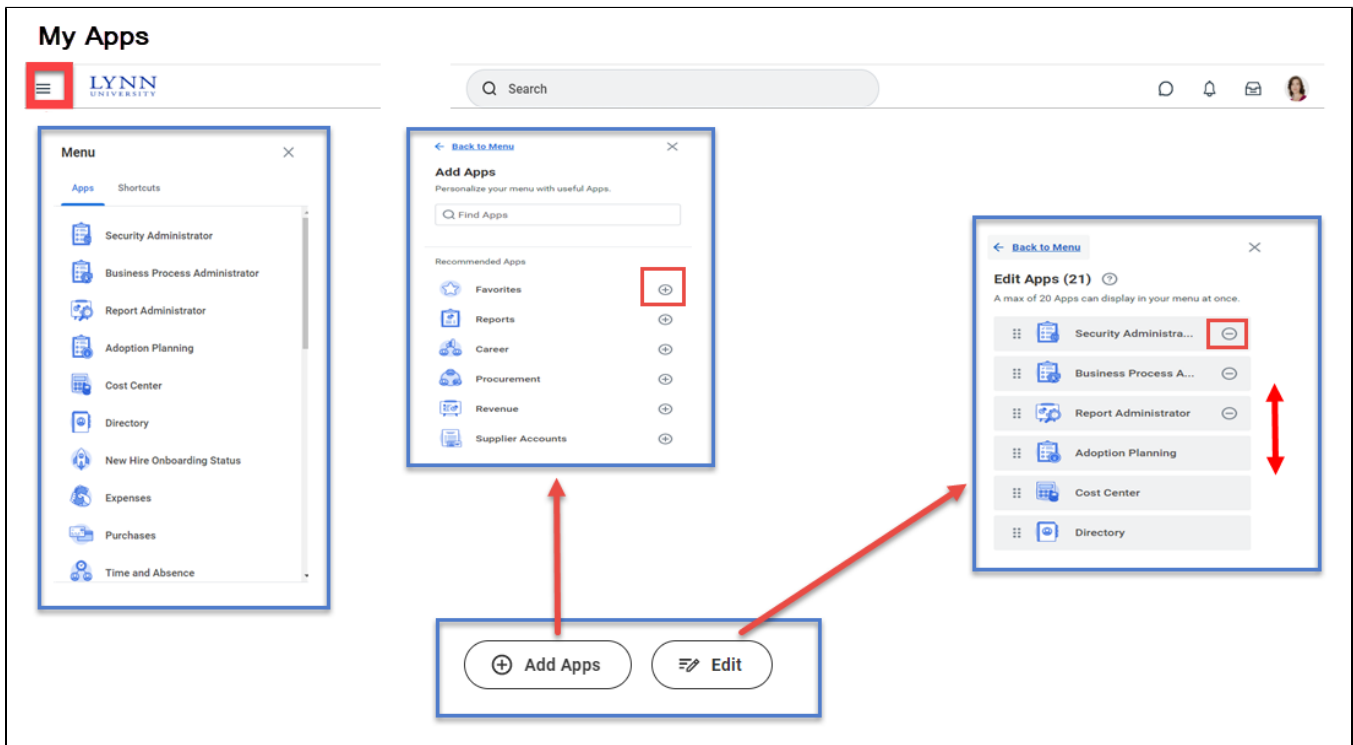 My Apps
LYNN
UNIVERSITY
Search
Menu
Apps Shortcuts
Security Administrator
Business Process Administrator
Report Administrator
Adoption Planning
Cost Center
Directory
New Hire Onboarding Status
Expenses
Purchases
Time and Absence
Back to Menu
Add Apps
Personalize your menu with useful Apps.
Find Apps
Recommended Apps
Favorites
Reports
Career
Procurement
Revenue
Supplier Accounts
Back to Menu
Edit Apps (21)
A max of 20 Apps can display in your menu at once.
Security Administra...
Business Process A...
Report Administrator
Adoption Planning
Cost Center
Directory
Add Apps
Edit